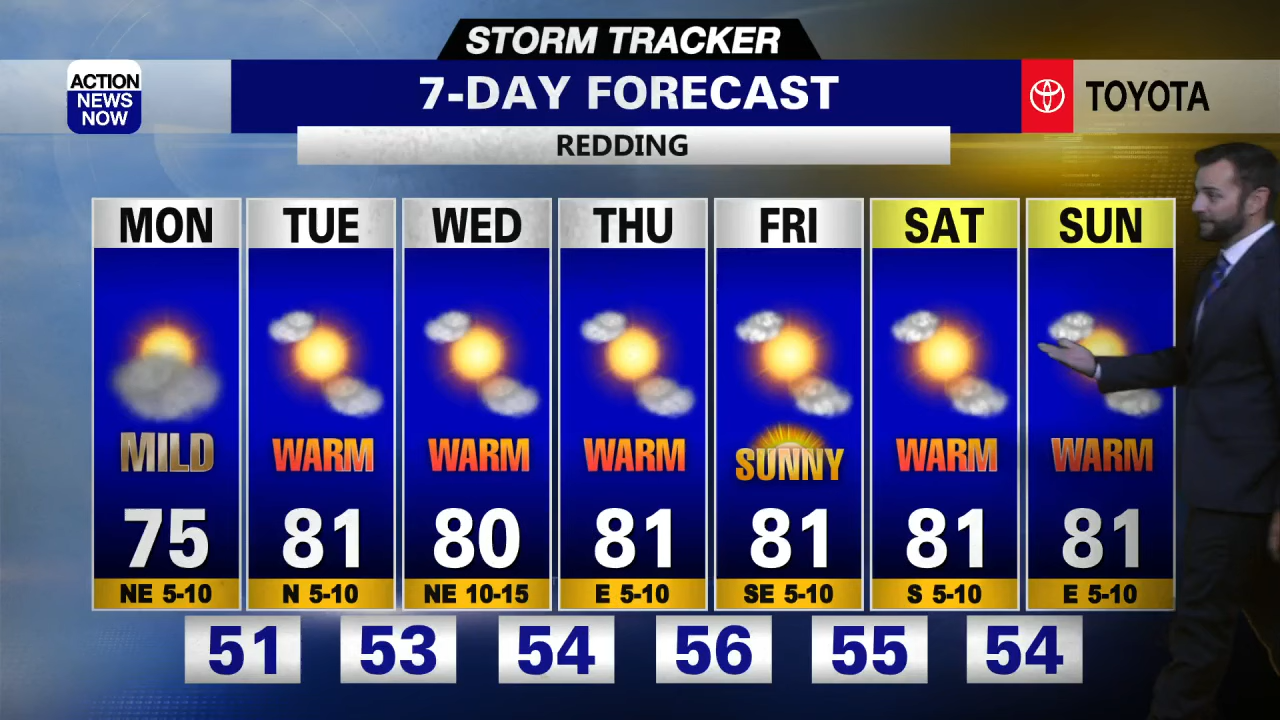 STORM TRACKER
ACTION
NEWS
NOW
7-DAY FORECAST
TOYOTA
REDDING
MON TUE WED THU FRI SAT SUN
MILD WARM WARM WARM SUNNY WARM WARM
75 81 80 81 81 81 81
NE 5-10 N 5-10 NE 10-15 E 5-10 SE 5-10 S 5-10 E 5-10
51 53 54 56 55 54